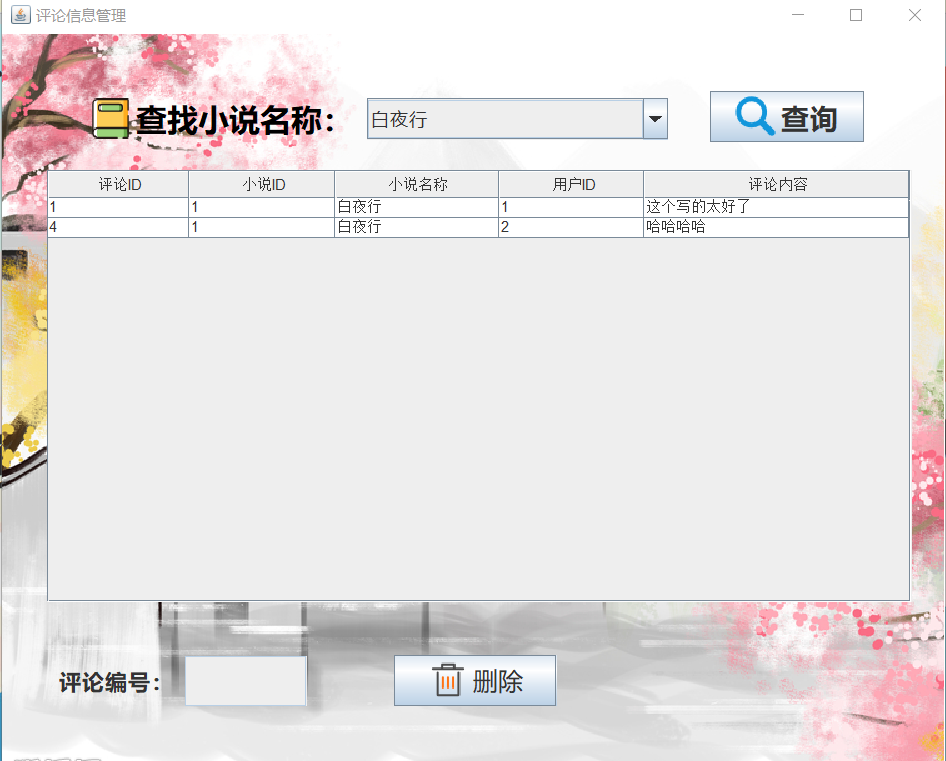 评论信息管理
查找小说名称： 白夜行 查询
评论ID 小说ID 小说名称 用户ID 评论内容
1 1 白夜行 1 这个写的太好了
4 1 白夜行 2 哈哈哈哈
评论编号： 删除